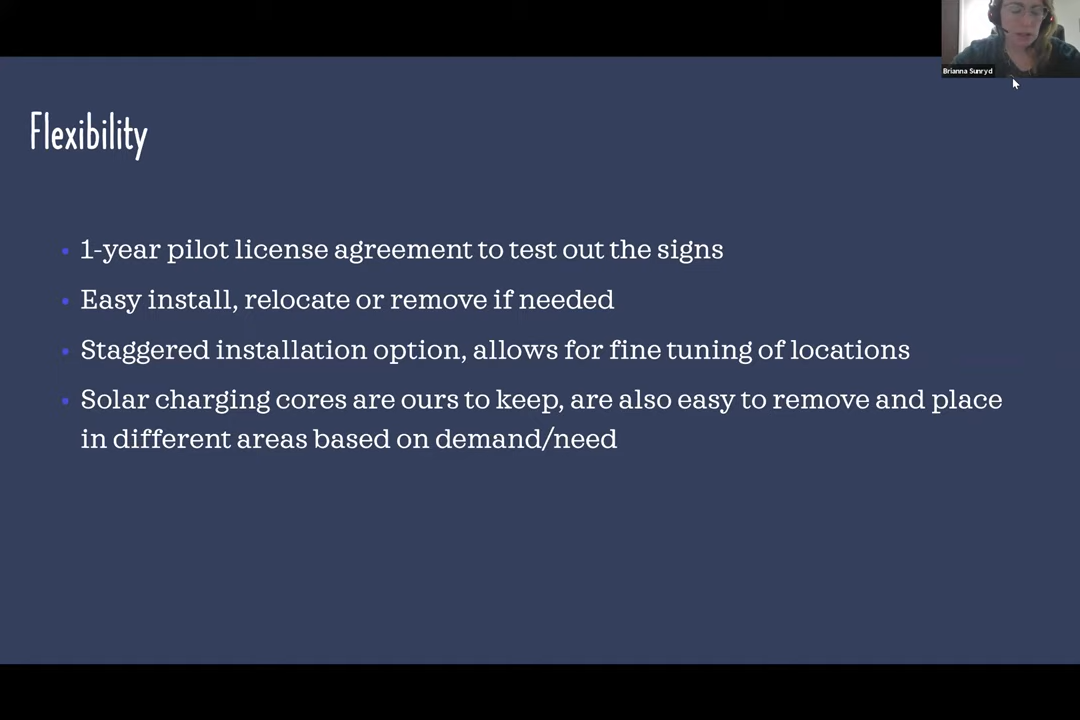 Brianna Sunryd
Flexibility
1-year pilot license agreement to test out the signs
Easy install, relocate or remove if needed
Staggered installation option, allows for fine tuning of locations
Solar charging cores are ours to keep, are also easy to remove and place
in different areas based on demand/need